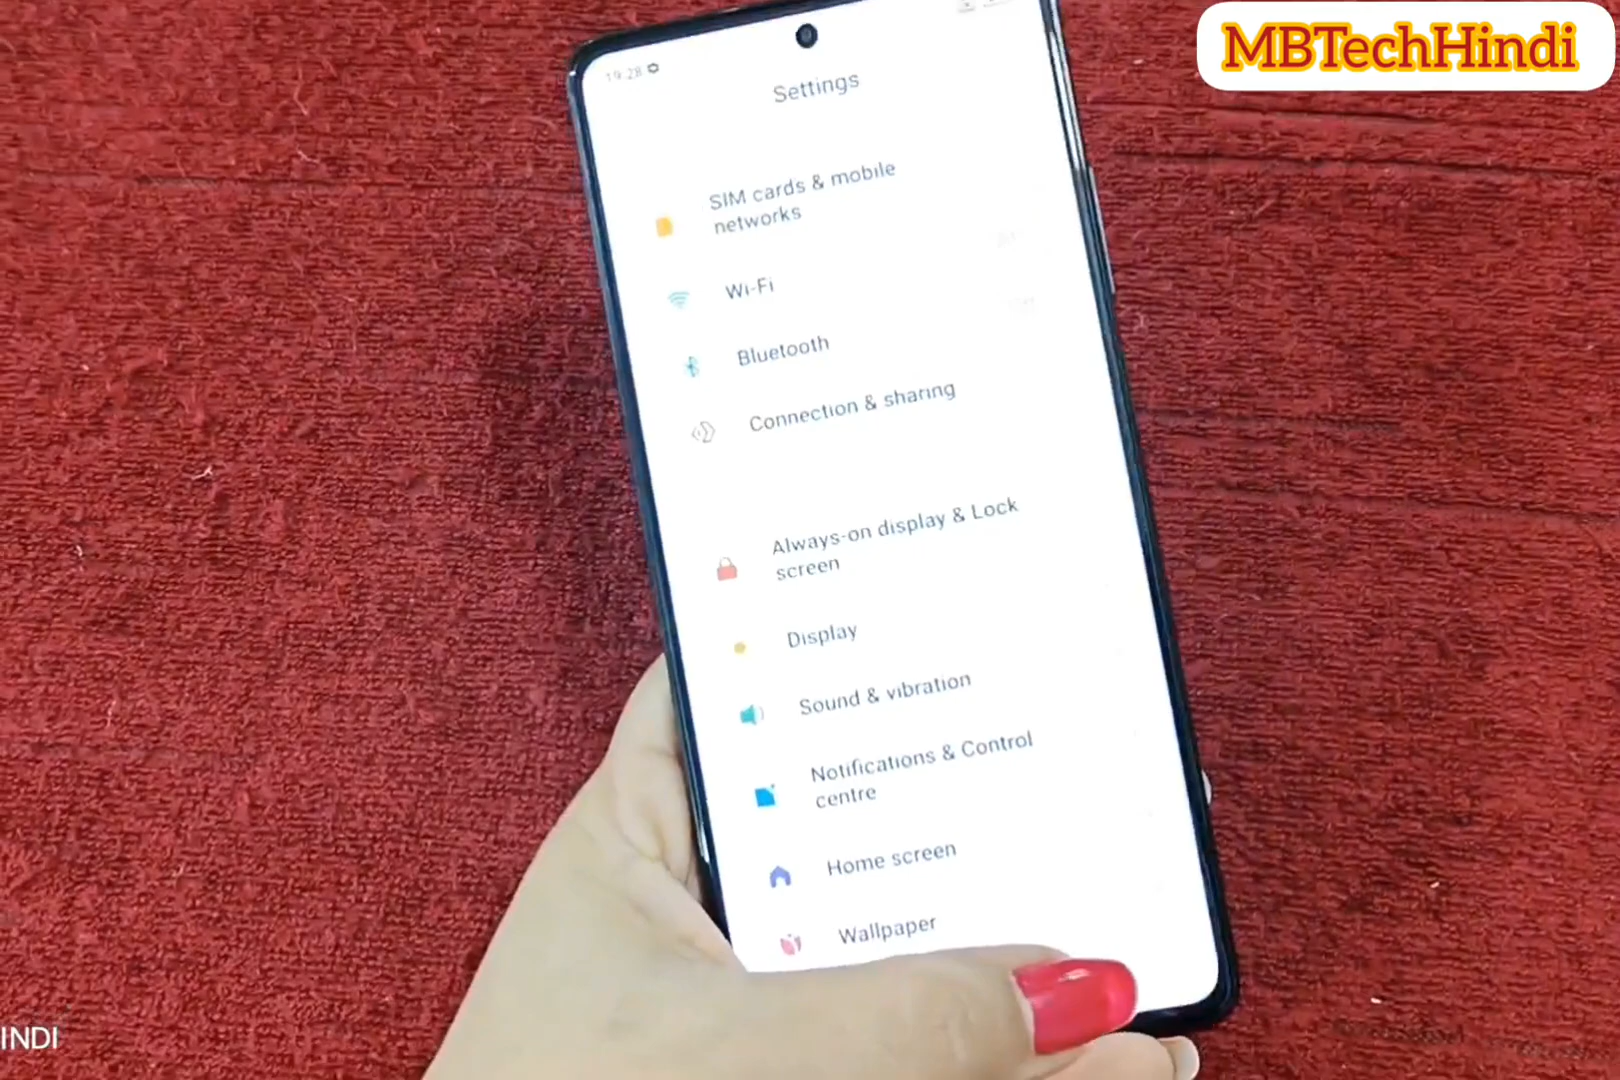 MBTechHindi
19:28
Settings
SIM cards & mobile
networks
Wi-Fi
Bluetooth
Connection & sharing
Always-on display & Lock
screen
Display
Sound & vibration
Notifications & Control
centre
Home screen
Wallpaper
INDI